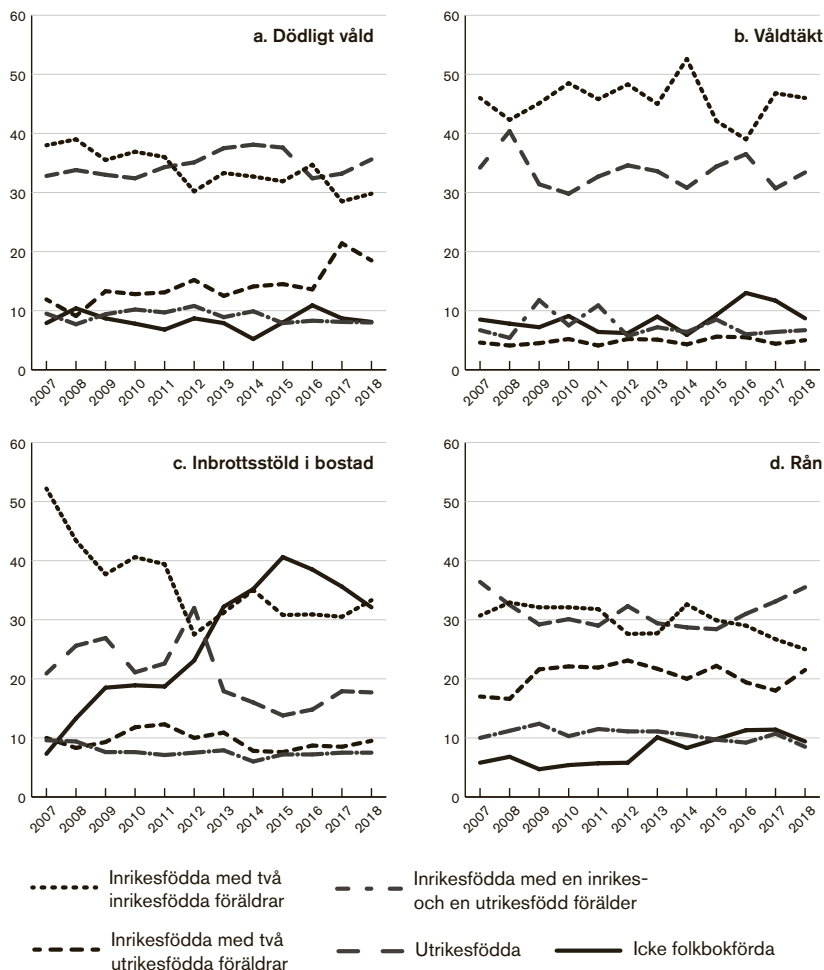 a. Dödligt våld
60
50
40
30
20
10
0
2007 2008 2009 2010 2011 2012 2013 2014 2015 2016 2017 2018
b. Våldtäkt
60
50
40
30
20
10
0
2007 2008 2009 2010 2011 2012 2013 2014 2015 2016 2017 2018
c. Inbrottsstöld i bostad
60
50
40
30
20
10
0
2007 2008 2009 2010 2011 2012 2013 2014 2015 2016 2017 2018
d. Rån
60
50
40
30
20
10
0
2007 2008 2009 2010 2011 2012 2013 2014 2015 2016 2017 2018
Inrikesfödda med två
inrikesfödda föräldrar
Inrikesfödda med en inrikes-
och en utrikesfödd förälder
Inrikesfödda med två
utrikesfödda föräldrar
Utrikesfödda
Icke folkbokförda